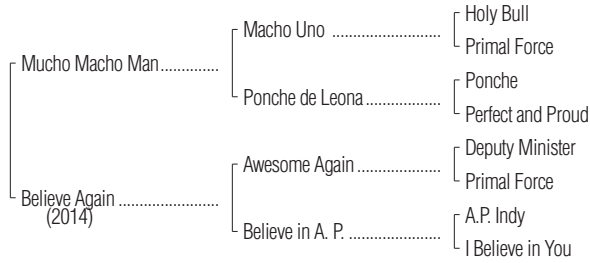 Holy Bull
Macho Uno ............................
Primal Force
Mucho Macho Man..............
Ponche
Ponche de Leona...................
Perfect and Proud
Deputy Minister
Awesome Again.....................
Primal Force
Believe Again ........................
(2014)
A.P. Indy
Believe in A. P. .......................
I Believe in You